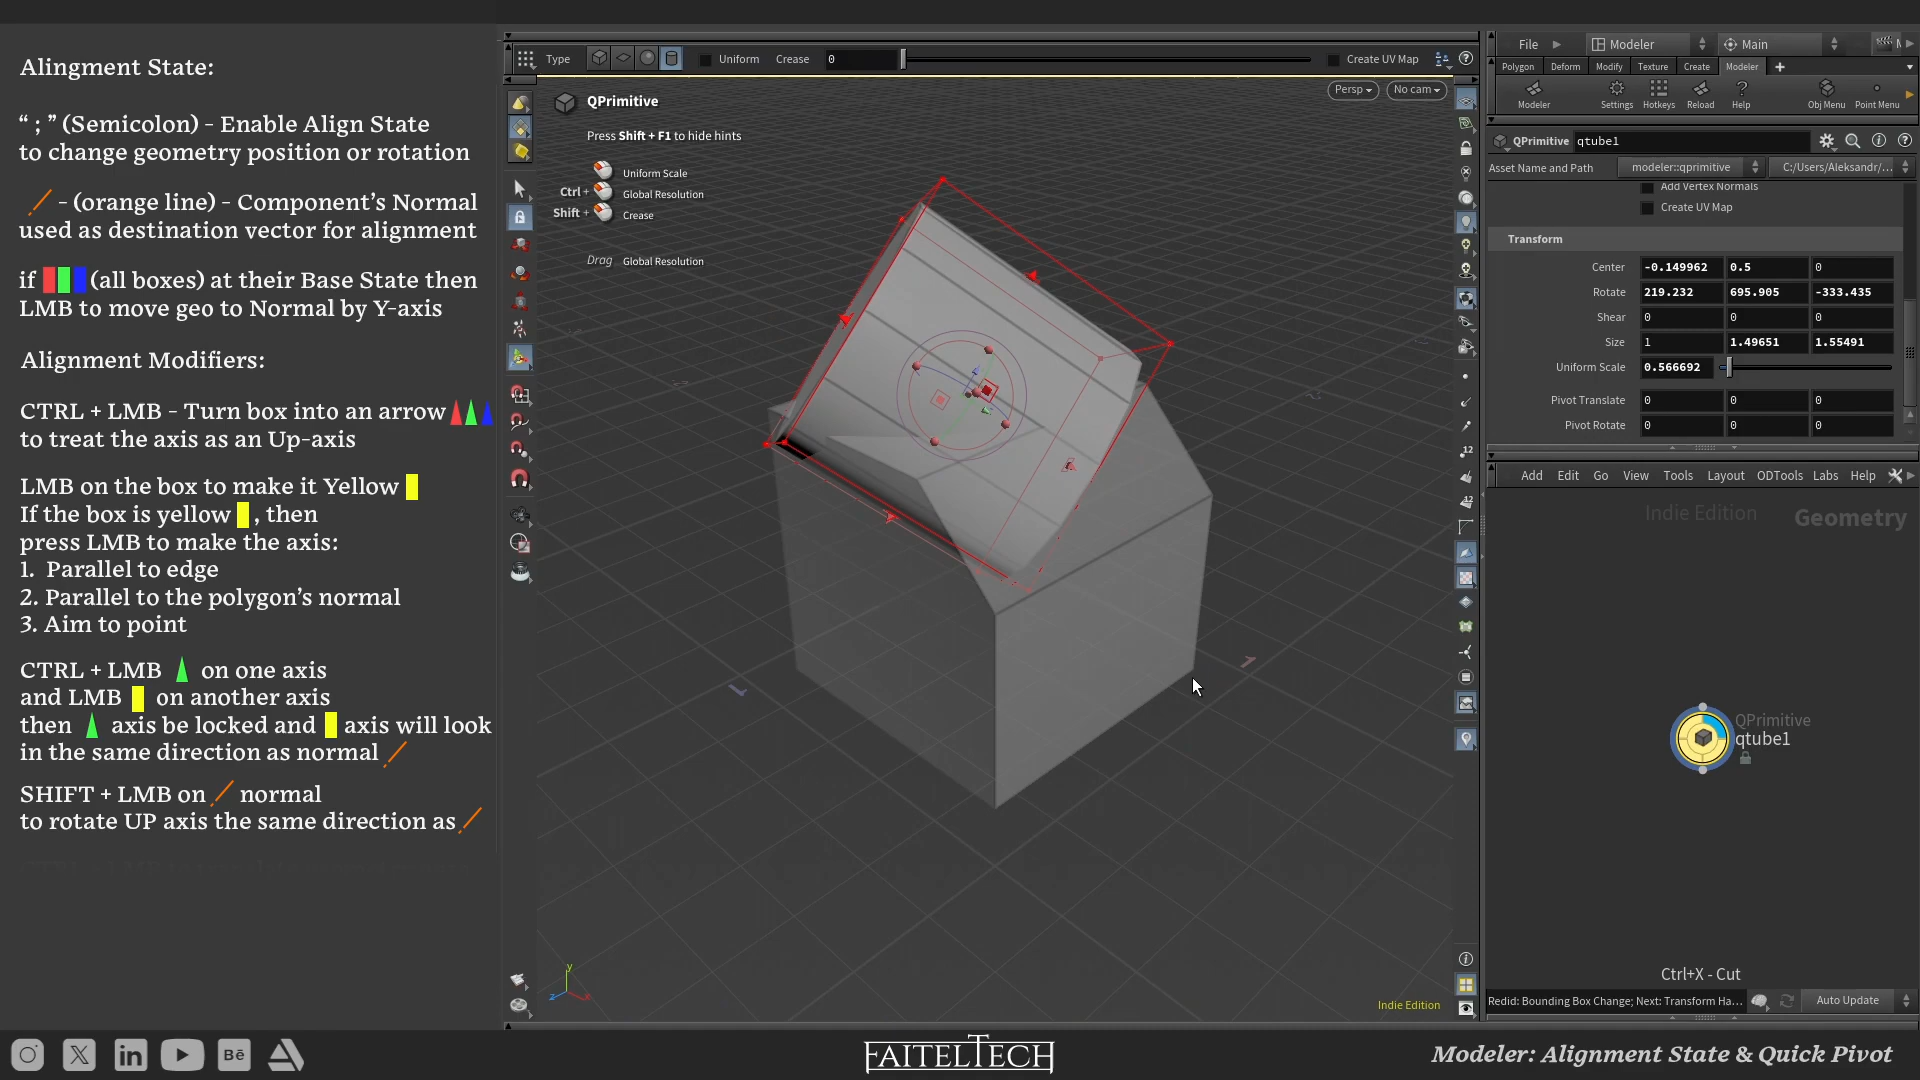 Alingment State:
“ ; ” (Semicolon) - Enable Align State
to change geometry position or rotation
- (orange line) - Component's Normal
used as destination vector for alignment
if (all boxes) at their Base State then
LMB to move geo to Normal by Y-axis
Alignment Modifiers:
CTRL + LMB - Turn box into an arrow
to treat the axis as an Up-axis
LMB on the box to make it Yellow
If the box is yellow , then
press LMB to make the axis:
1. Parallel to edge
2. Parallel to the polygon's normal
3. Aim to point
CTRL + LMB on one axis
and LMB on another axis
then axis be locked and axis will look
in the same direction as normal
SHIFT + LMB on normal
to rotate UP axis the same direction as
Type Uniform Crease 0 Create UV Map
QPrimitive
Persp No cam
Press Shift + F1 to hide hints
Uniform Scale
Ctrl + Global Resolution
Shift + Crease
Drag Global Resolution
y
z x
Indie Edition
File Modeler Main
Polygon Deform Modify Texture Create Modeler +
Modeler Settings Hotkeys Reload Help Obj Menu Point Menu
QPrimitive qtube1
Asset Name and Path modeler::qprimitive C:/Users/Aleksandr/...
Add Vertex Normals
Create UV Map
Transform
Center -0.149962 0.5 0
Rotate 219.232 695.905 -333.435
Shear 0 0 0
Size 1 1.49651 1.55491
Uniform Scale 0.566692
Pivot Translate 0 0 0
Pivot Rotate 0 0 0
Add Edit Go View Tools Layout ODTools Labs Help
Indie Edition Geometry
QPrimitive
qtube1
Ctrl+X - Cut
Redid: Bounding Box Change; Next: Transform Ha... Auto Update
in Bē
FAITELTECH
Modeler: Alignment State & Quick Pivot